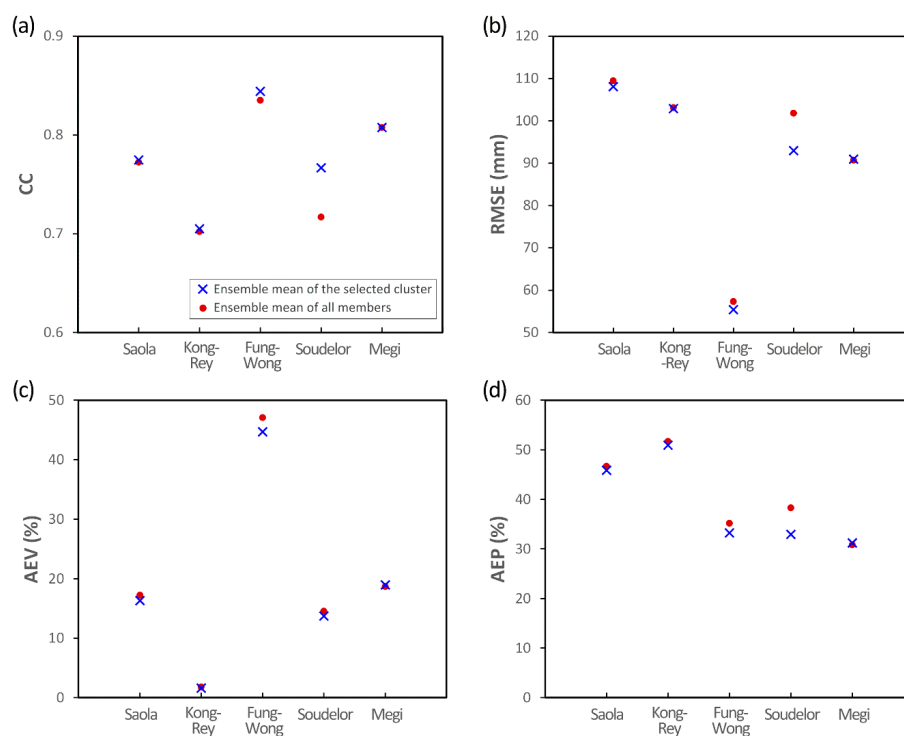 (a)
0.9
0.8
0.7
0.6
CC
Ensemble mean of the selected cluster
Ensemble mean of all members
Saola
Kong-
Rey
Fung-
Wong
Soudelor
Megi
(b)
120
110
100
90
80
70
60
50
RMSE (mm)
Saola
Kong
-Rey
Fung-
Wong
Soudelor
Megi
(c)
50
40
30
20
10
0
AEV (%)
Saola
Kong-
Rey
Fung-
Wong
Soudelor
Megi
(d)
60
50
40
30
20
10
0
AEP (%)
Saola
Kong-
Rey
Fung-
Wong
Soudelor
Megi